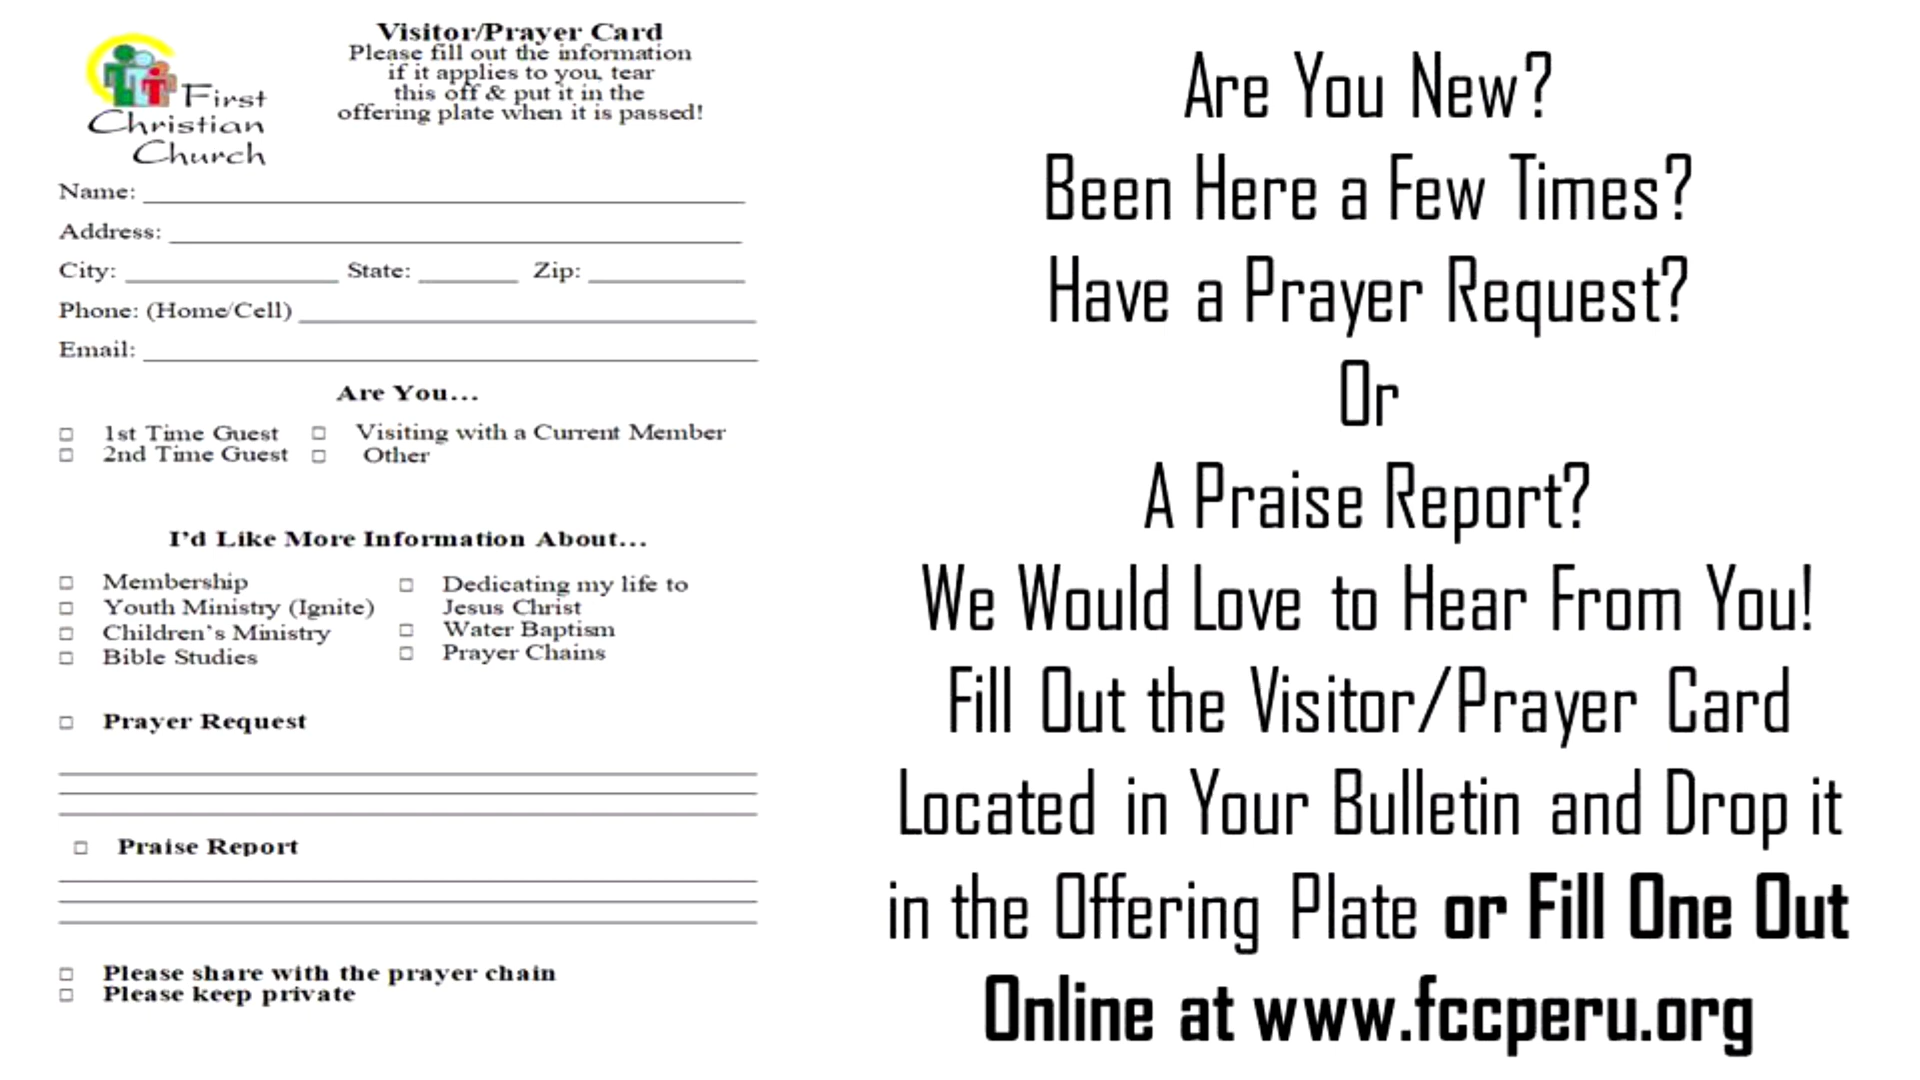 First
Christian
Church
Visitor/Prayer Card
Please fill out the information
if it applies to you, tear
this off & put it in the
offering plate when it is passed!
Name:
Address:
City: State: Zip:
Phone: (Home/Cell)
Email:
Are You...
1st Time Guest Visiting with a Current Member
2nd Time Guest Other
I'd Like More Information About...
Membership
Youth Ministry (Ignite)
Children's Ministry
Bible Studies
Dedicating my life to
Jesus Christ
Water Baptism
Prayer Chains
Prayer Request
Praise Report
Please share with the prayer chain
Please keep private
Are You New?
Been Here a Few Times?
Have a Prayer Request?
Or
A Praise Report?
We Would Love to Hear From You!
Fill Out the Visitor/Prayer Card
Located in Your Bulletin and Drop it
in the Offering Plate or Fill One Out
Online at www.fccperu.org